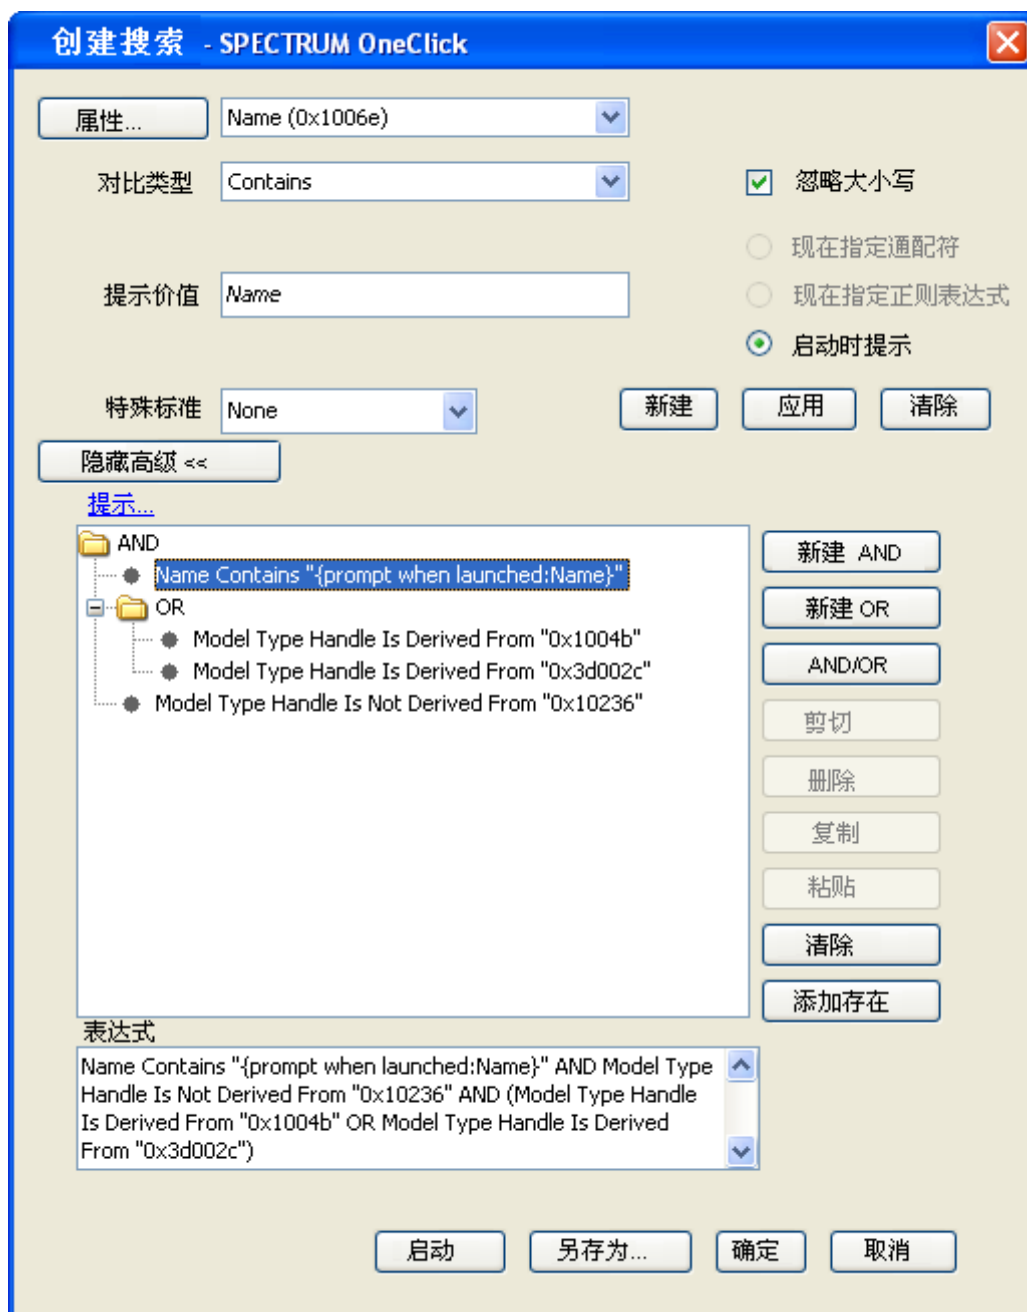 创建搜索 - SPECTRUM OneClick
属性... Name (0x1006e)
对比类型 Contains 忽略大小写
现在指定通配符
提示价值 Name 现在指定正则表达式
启动时提示
特殊标准 None 新建 应用 清除
隐藏高级 <<
提示...
AND 新建 AND
Name Contains "{prompt when launched:Name}"
OR 新建 OR
Model Type Handle Is Derived From "0x1004b"
Model Type Handle Is Derived From "0x3d002c" AND/OR
Model Type Handle Is Not Derived From "0x10236"
剪切
删除
复制
粘贴
清除
添加存在
表达式
Name Contains "{prompt when launched:Name}" AND Model Type
Handle Is Not Derived From "0x10236" AND (Model Type Handle
Is Derived From "0x1004b" OR Model Type Handle Is Derived
From "0x3d002c")
启动 另存为... 确定 取消